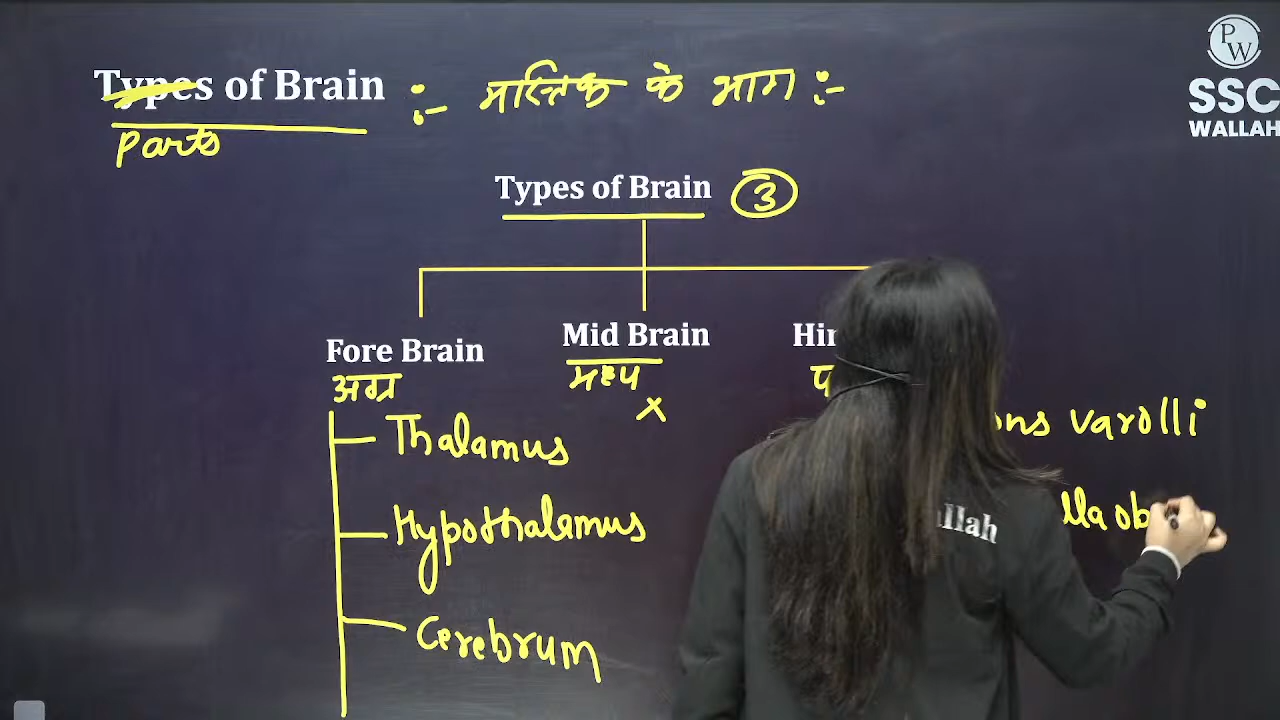 Types of Brain :- मस्तिष्क के भाग :-
Parts
PW
SSC
WALLAH
Types of Brain 3
Fore Brain
Mid Brain
अग्र
मध्य
x
Thalamus
varolli
Hypothalamus
Cerebrum